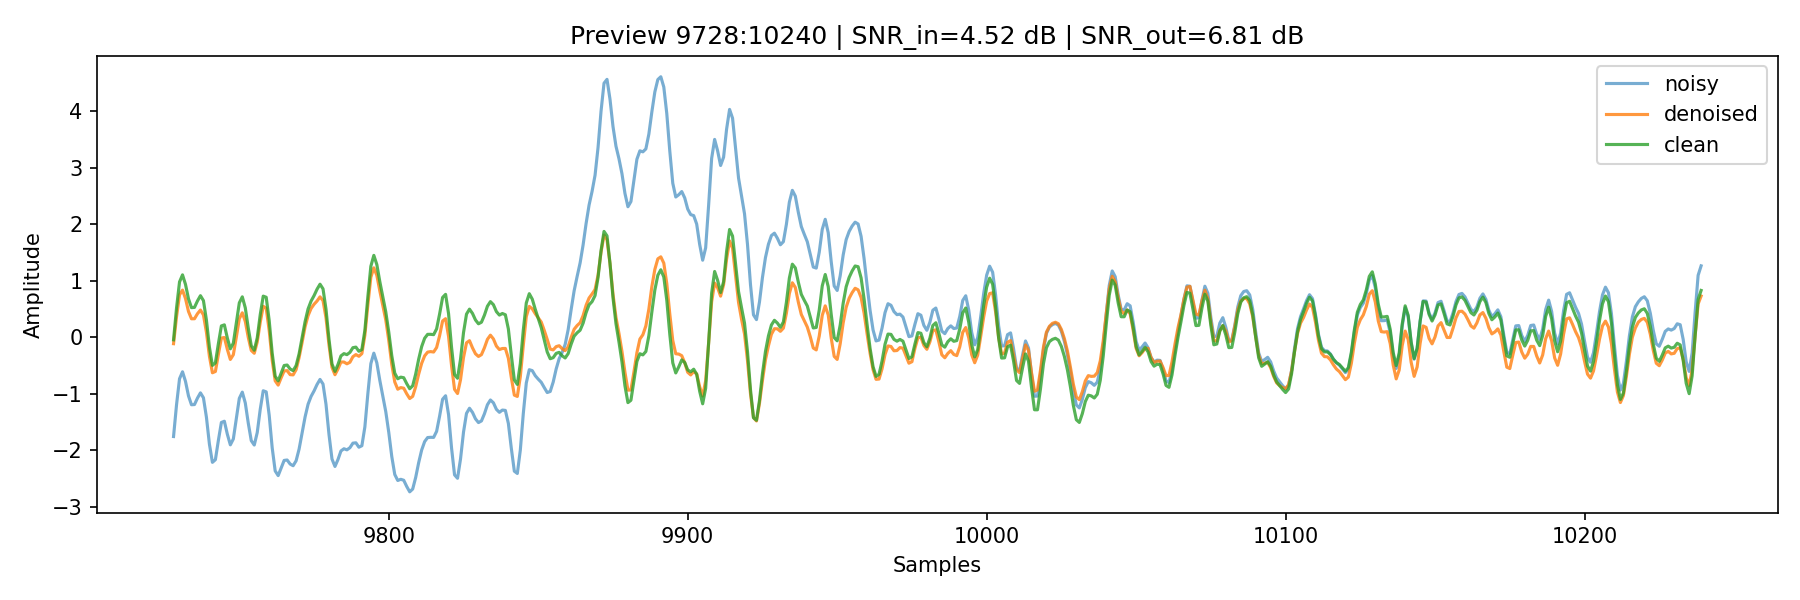 Preview 9728:10240 | SNR_in=4.52 dB | SNR_out=6.81 dB
noisy
denoised
clean
Amplitude
4
3
2
1
0
−1
−2
−3
9800
9900
10000
10100
10200
Samples